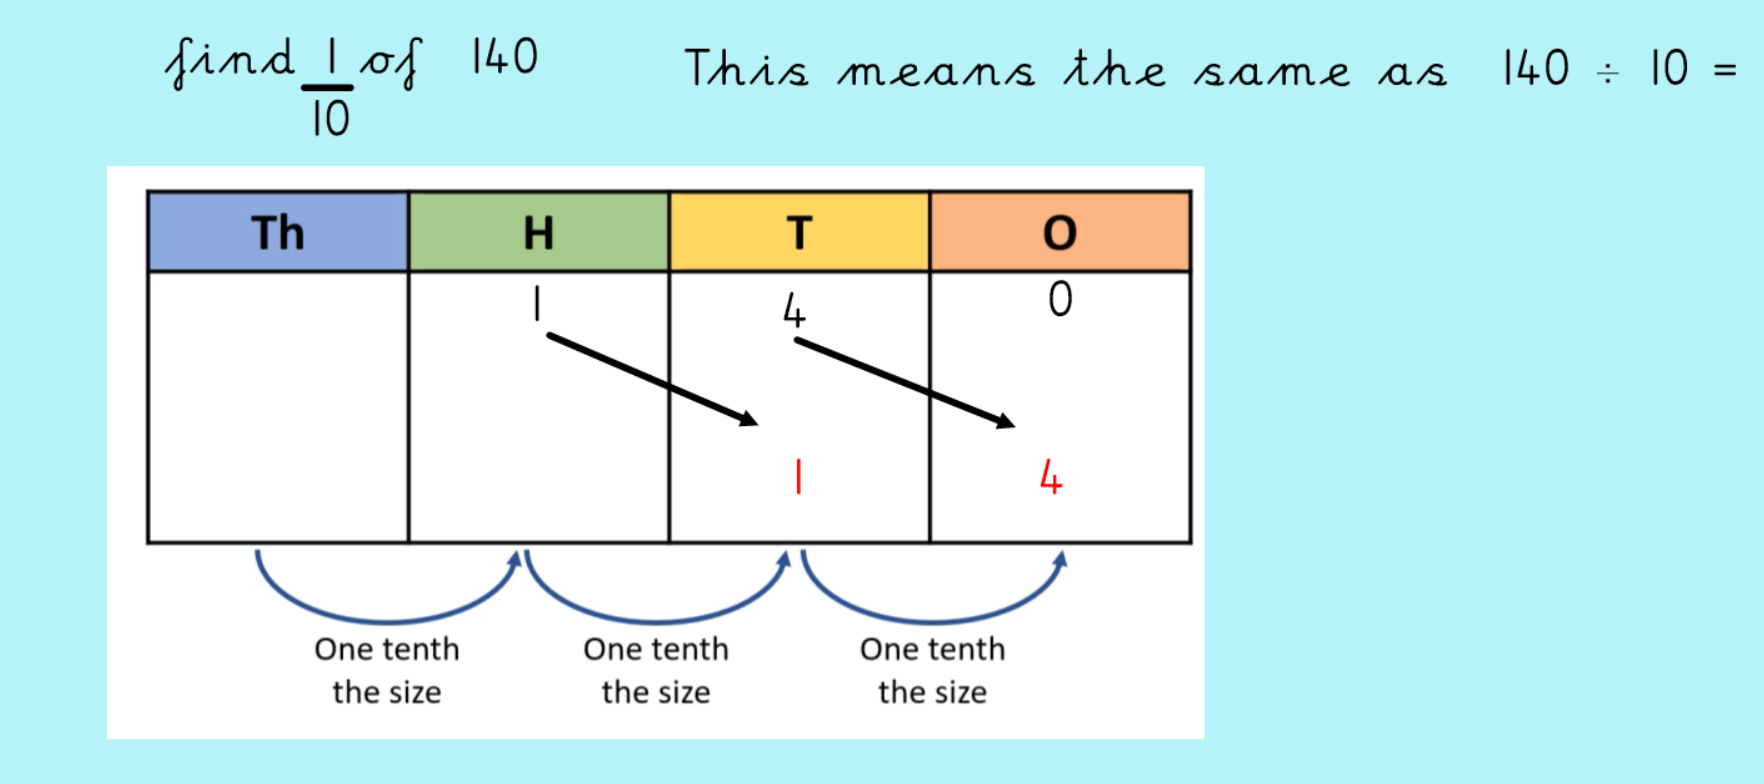 find 1/10 of 140 This means the same as 140 ÷ 10 =
Th H T O
1 4 0
1 4
One tenth One tenth One tenth
the size the size the size